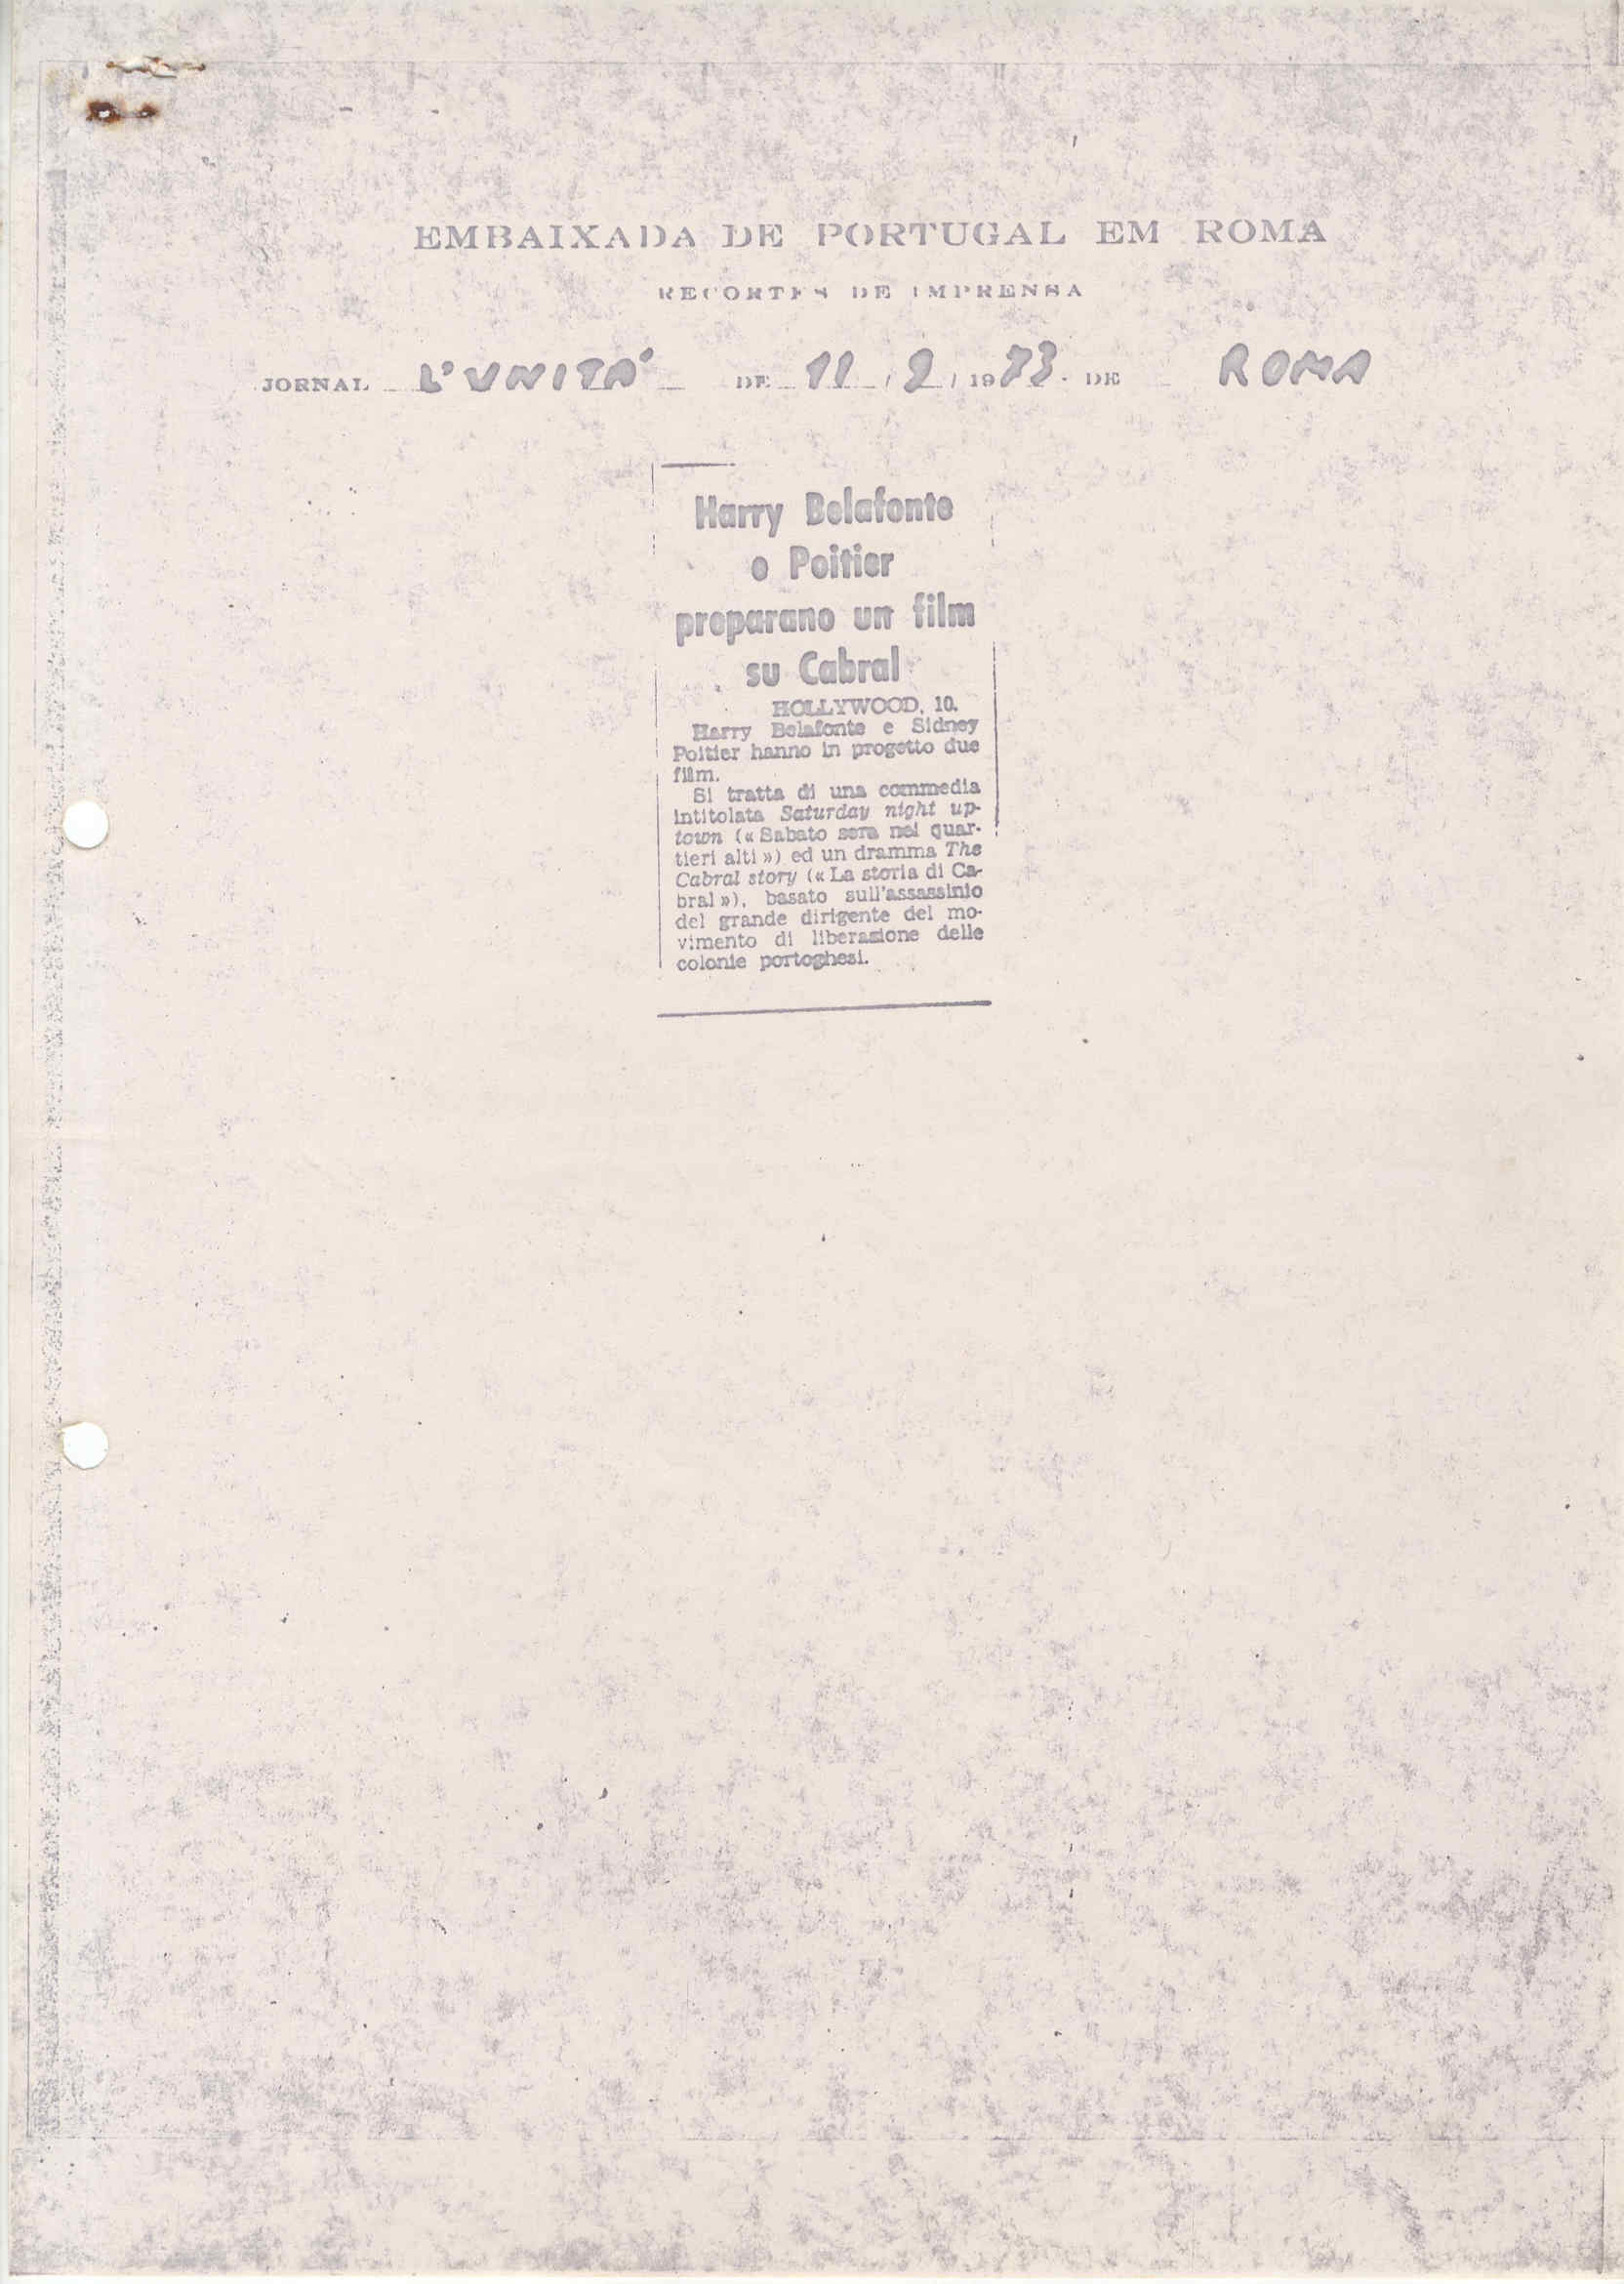 EMBAIXADA DE PORTUGAL EM ROMA
RECORTES DE IMPRENSA
JORNAL L'UNITA' DE 11 / 2 / 1973 . DE ROMA
Harry Belafonte
e Poitier
preparano un film
su Cabral
HOLLYWOOD, 10.
Harry Belafonte e Sidney
Poitier hanno in progetto due
film.
Si tratta di una commedia
intitolata Saturday night up-
town (« Sabato sera nei quar-
tieri alti ») ed un dramma The
Cabral story (« La storia di Ca-
bral »), basato sull'assassinio
del grande dirigente del mo-
vimento di liberazione delle
colonie portoghesi.